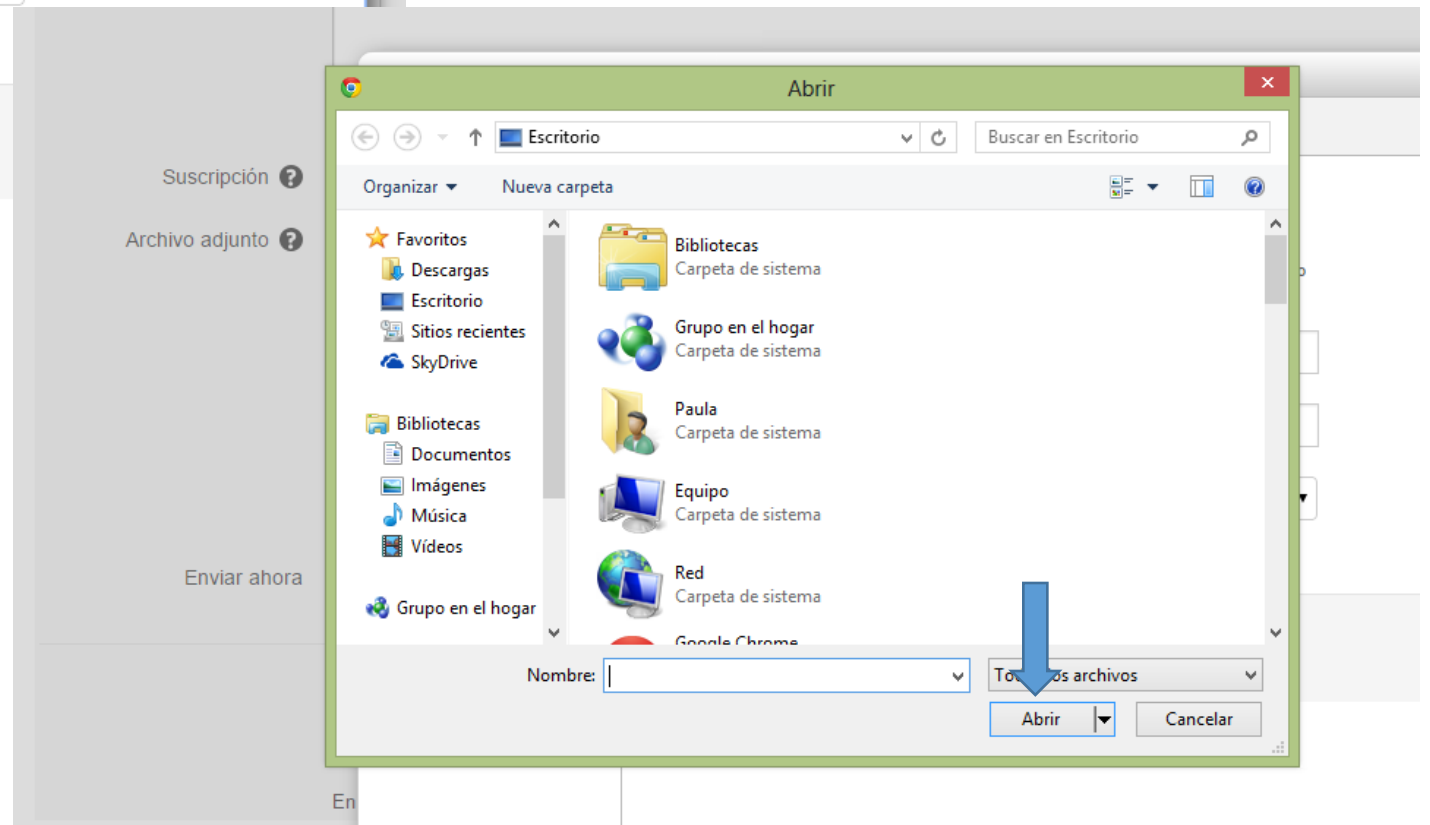 Abrir
Escritorio
Buscar en Escritorio
Organizar
Nueva carpeta
Suscripción
Archivo adjunto
Enviar ahora
En
Favoritos
Descargas
Escritorio
Sitios recientes
SkyDrive
Bibliotecas
Documentos
Imágenes
Música
Vídeos
Grupo en el hogar
Bibliotecas
Carpeta de sistema
Grupo en el hogar
Carpeta de sistema
Paula
Carpeta de sistema
Equipo
Carpeta de sistema
Red
Carpeta de sistema
Google Chrome
Nombre:
archivos
Abrir
Cancelar